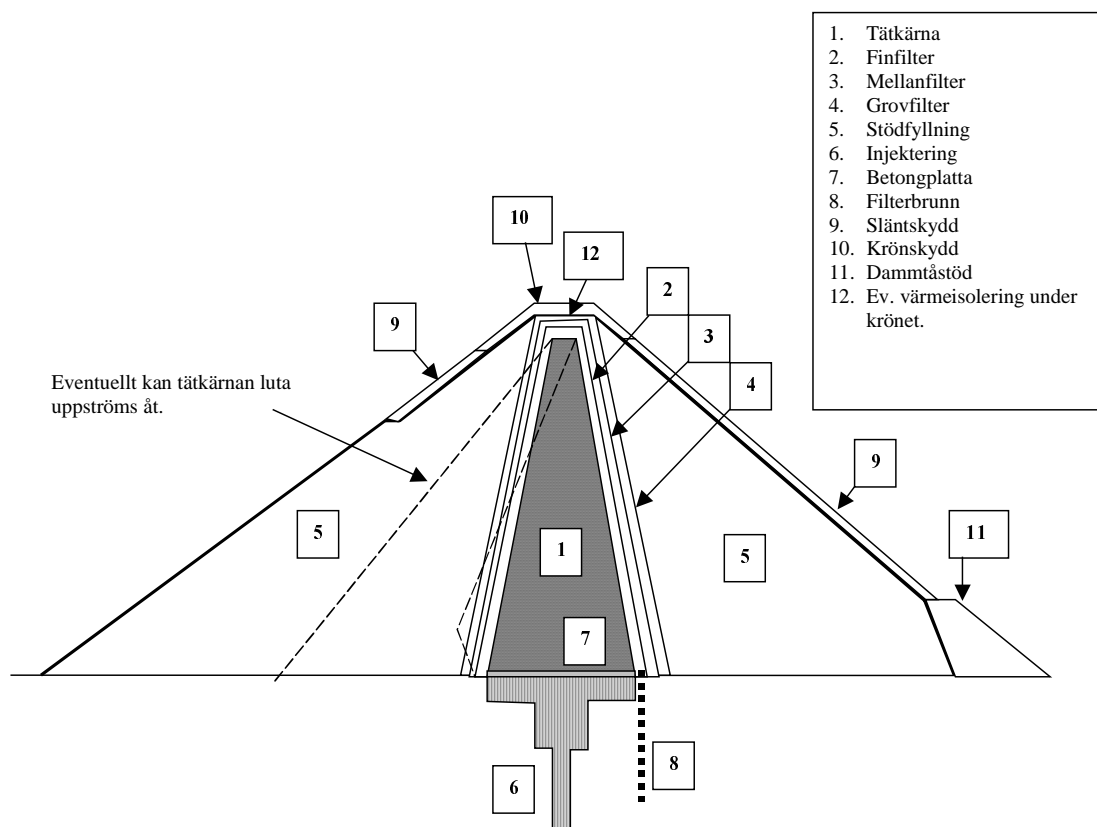 1. Tätkärna
2. Finfilter
3. Mellanfilter
4. Grovfilter
5. Stödfyllning
6. Injektering
7. Betongplatta
8. Filterbrunn
9. Släntskydd
10. Krönskydd
11. Dammtåstöd
12. Ev. värmeisolering under
krönet.
10
12
2
9
3
4
Eventuellt kan tätkärnan luta
uppströms åt.
9
5
1
5
11
7
6
8